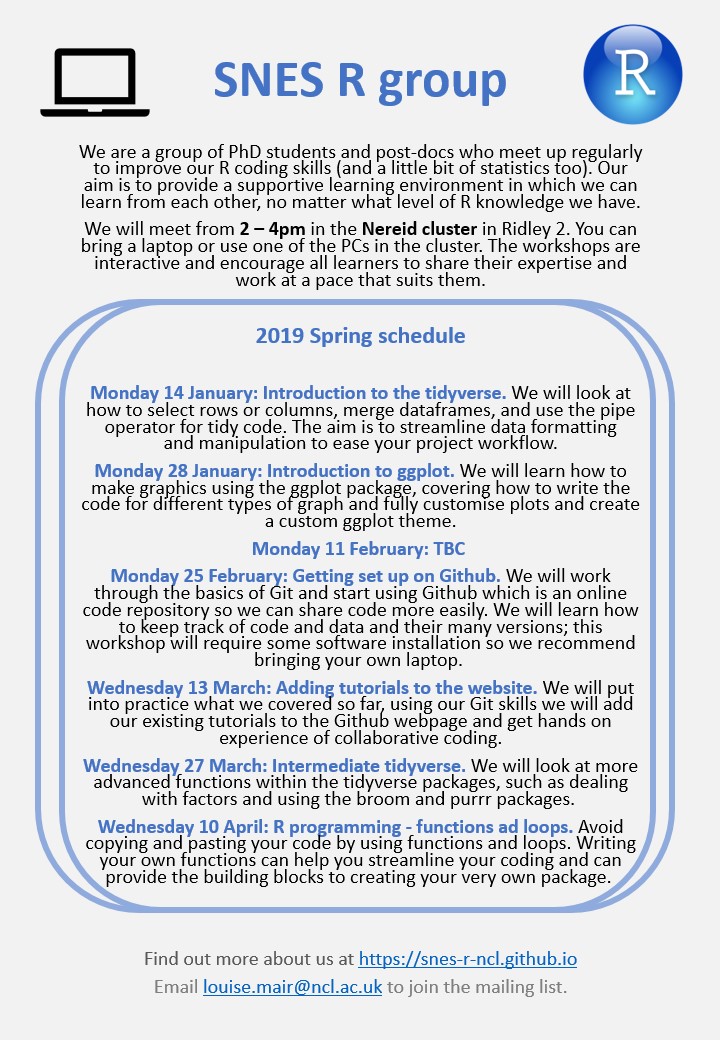 SNES R group
R
We are a group of PhD students and post-docs who meet up regularly
to improve our R coding skills (and a little bit of statistics too). Our
aim is to provide a supportive learning environment in which we can
learn from each other, no matter what level of R knowledge we have.
We will meet from 2 – 4pm in the Nereid cluster in Ridley 2. You can
bring a laptop or use one of the PCs in the cluster. The workshops are
interactive and encourage all learners to share their expertise and
work at a pace that suits them.
2019 Spring schedule
Monday 14 January: Introduction to the tidyverse. We will look at
how to select rows or columns, merge dataframes, and use the pipe
operator for tidy code. The aim is to streamline data formatting
and manipulation to ease your project workflow.
Monday 28 January: Introduction to ggplot. We will learn how to
make graphics using the ggplot package, covering how to write the
code for different types of graph and fully customise plots and create
a custom ggplot theme.
Monday 11 February: TBC
Monday 25 February: Getting set up on Github. We will work
through the basics of Git and start using Github which is an online
code repository so we can share code more easily. We will learn how
to keep track of code and data and their many versions; this
workshop will require some software installation so we recommend
bringing your own laptop.
Wednesday 13 March: Adding tutorials to the website. We will put
into practice what we covered so far, using our Git skills we will add
our existing tutorials to the Github webpage and get hands on
experience of collaborative coding.
Wednesday 27 March: Intermediate tidyverse. We will look at more
advanced functions within the tidyverse packages, such as dealing
with factors and using the broom and purrr packages.
Wednesday 10 April: R programming - functions ad loops. Avoid
copying and pasting your code by using functions and loops. Writing
your own functions can help you streamline your coding and can
provide the building blocks to creating your very own package.
Find out more about us at https://snes-r-ncl.github.io
Email louise.mair@ncl.ac.uk to join the mailing list.